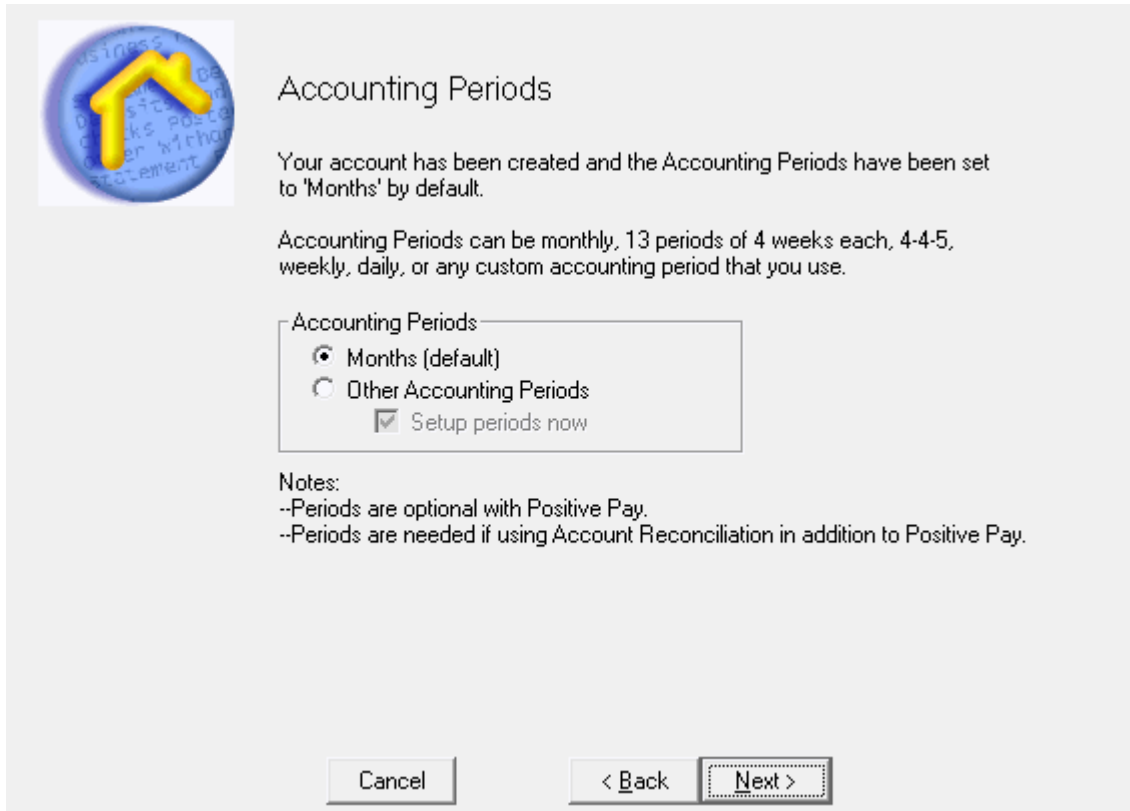 Accounting Periods
Your account has been created and the Accounting Periods have been set
to 'Months' by default.
Accounting Periods can be monthly, 13 periods of 4 weeks each, 4-4-5,
weekly, daily, or any custom accounting period that you use.
Accounting Periods
Months (default)
Other Accounting Periods
Setup periods now
Notes:
--Periods are optional with Positive Pay.
--Periods are needed if using Account Reconciliation in addition to Positive Pay.
Cancel
< Back
Next >